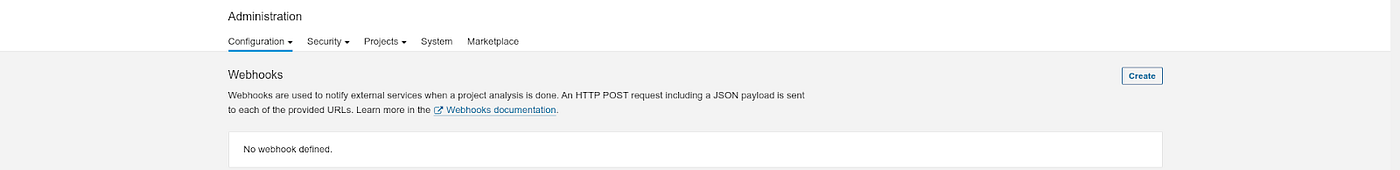 Administration
Configuration Security Projects System Marketplace
Webhooks
Create
Webhooks are used to notify external services when a project analysis is done. An HTTP POST request including a JSON payload is sent
to each of the provided URLs. Learn more in the Webhooks documentation.
No webhook defined.